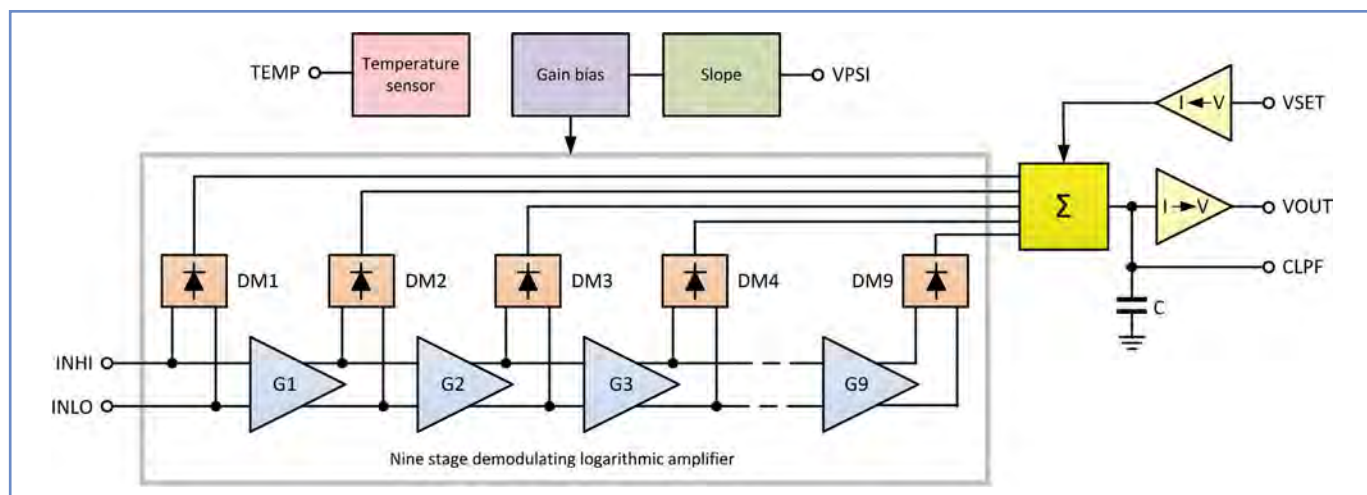 TEMP
Temperature
sensor
Gain bias
Slope
VPSI
I V
VSET
Σ
I V
VOUT
CLPF
C
DM1
DM2
DM3
DM4
DM9
INHI
INLO
G1
G2
G3
G9
Nine stage demodulating logarithmic amplifier